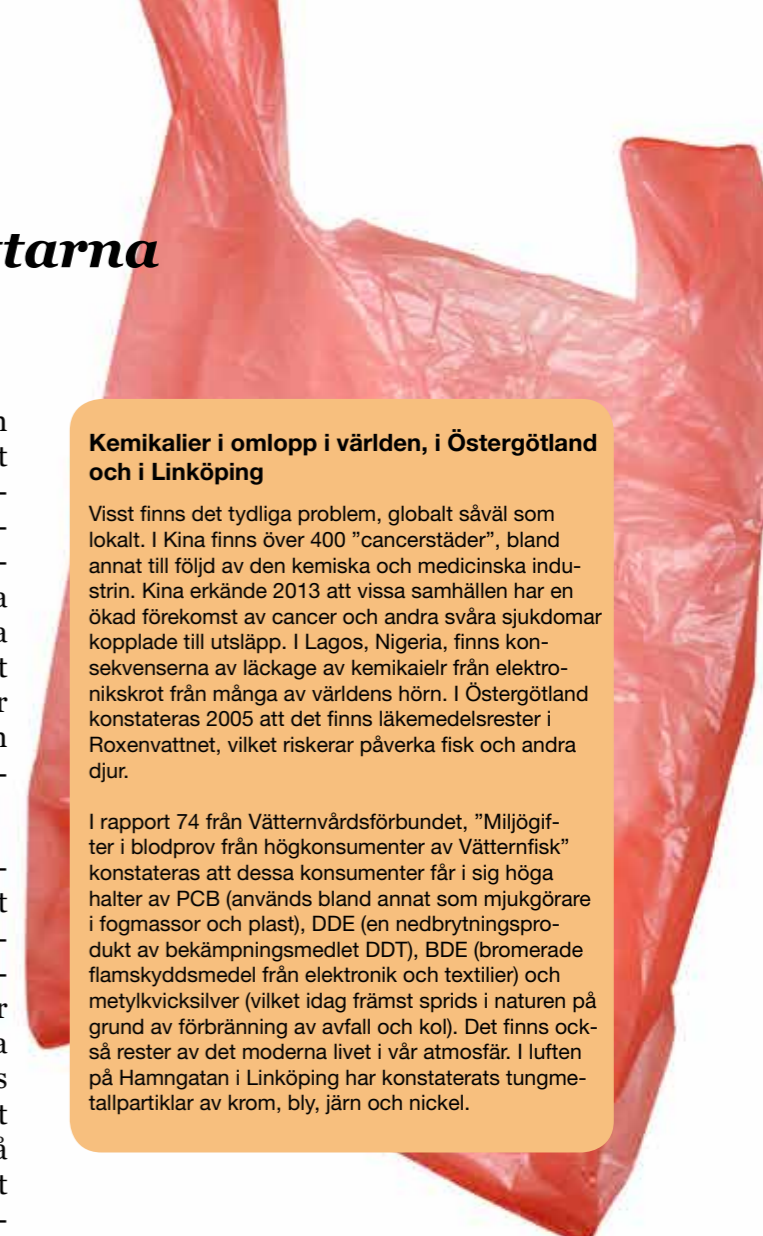 tarna
n
t
-
-
-
a
a
t
r
n
-
-
t
-
-
r
a
s
t
å
t
-
Kemikalier i omlopp i världen, i Östergötland
och i Linköping
Visst finns det tydliga problem, globalt såväl som
lokalt. I Kina finns över 400 ”cancerstäder”, bland
annat till följd av den kemiska och medicinska indu-
strin. Kina erkände 2013 att vissa samhällen har en
ökad förekomst av cancer och andra svåra sjukdomar
kopplade till utsläpp. I Lagos, Nigeria, finns kon-
sekvenserna av läckage av kemikaielr från elektro-
nikskrot från många av världens hörn. I Östergötland
konstateras 2005 att det finns läkemedelsrester i
Roxenvattnet, vilket riskerar påverka fisk och andra
djur.
I rapport 74 från Vätternvårdsförbundet, ”Miljögif-
ter i blodprov från högkonsumenter av Vätternfisk”
konstateras att dessa konsumenter får i sig höga
halter av PCB (används bland annat som mjukgörare
i fogmassor och plast), DDE (en nedbrytningspro-
dukt av bekämpningsmedlet DDT), BDE (bromerade
flamskyddsmedel från elektronik och textilier) och
metylkvicksilver (vilket idag främst sprids i naturen på
grund av förbränning av avfall och kol). Det finns ock-
så rester av det moderna livet i vår atmosfär. I luften
på Hamngatan i Linköping har konstaterats tungme-
tallpartiklar av krom, bly, järn och nickel.